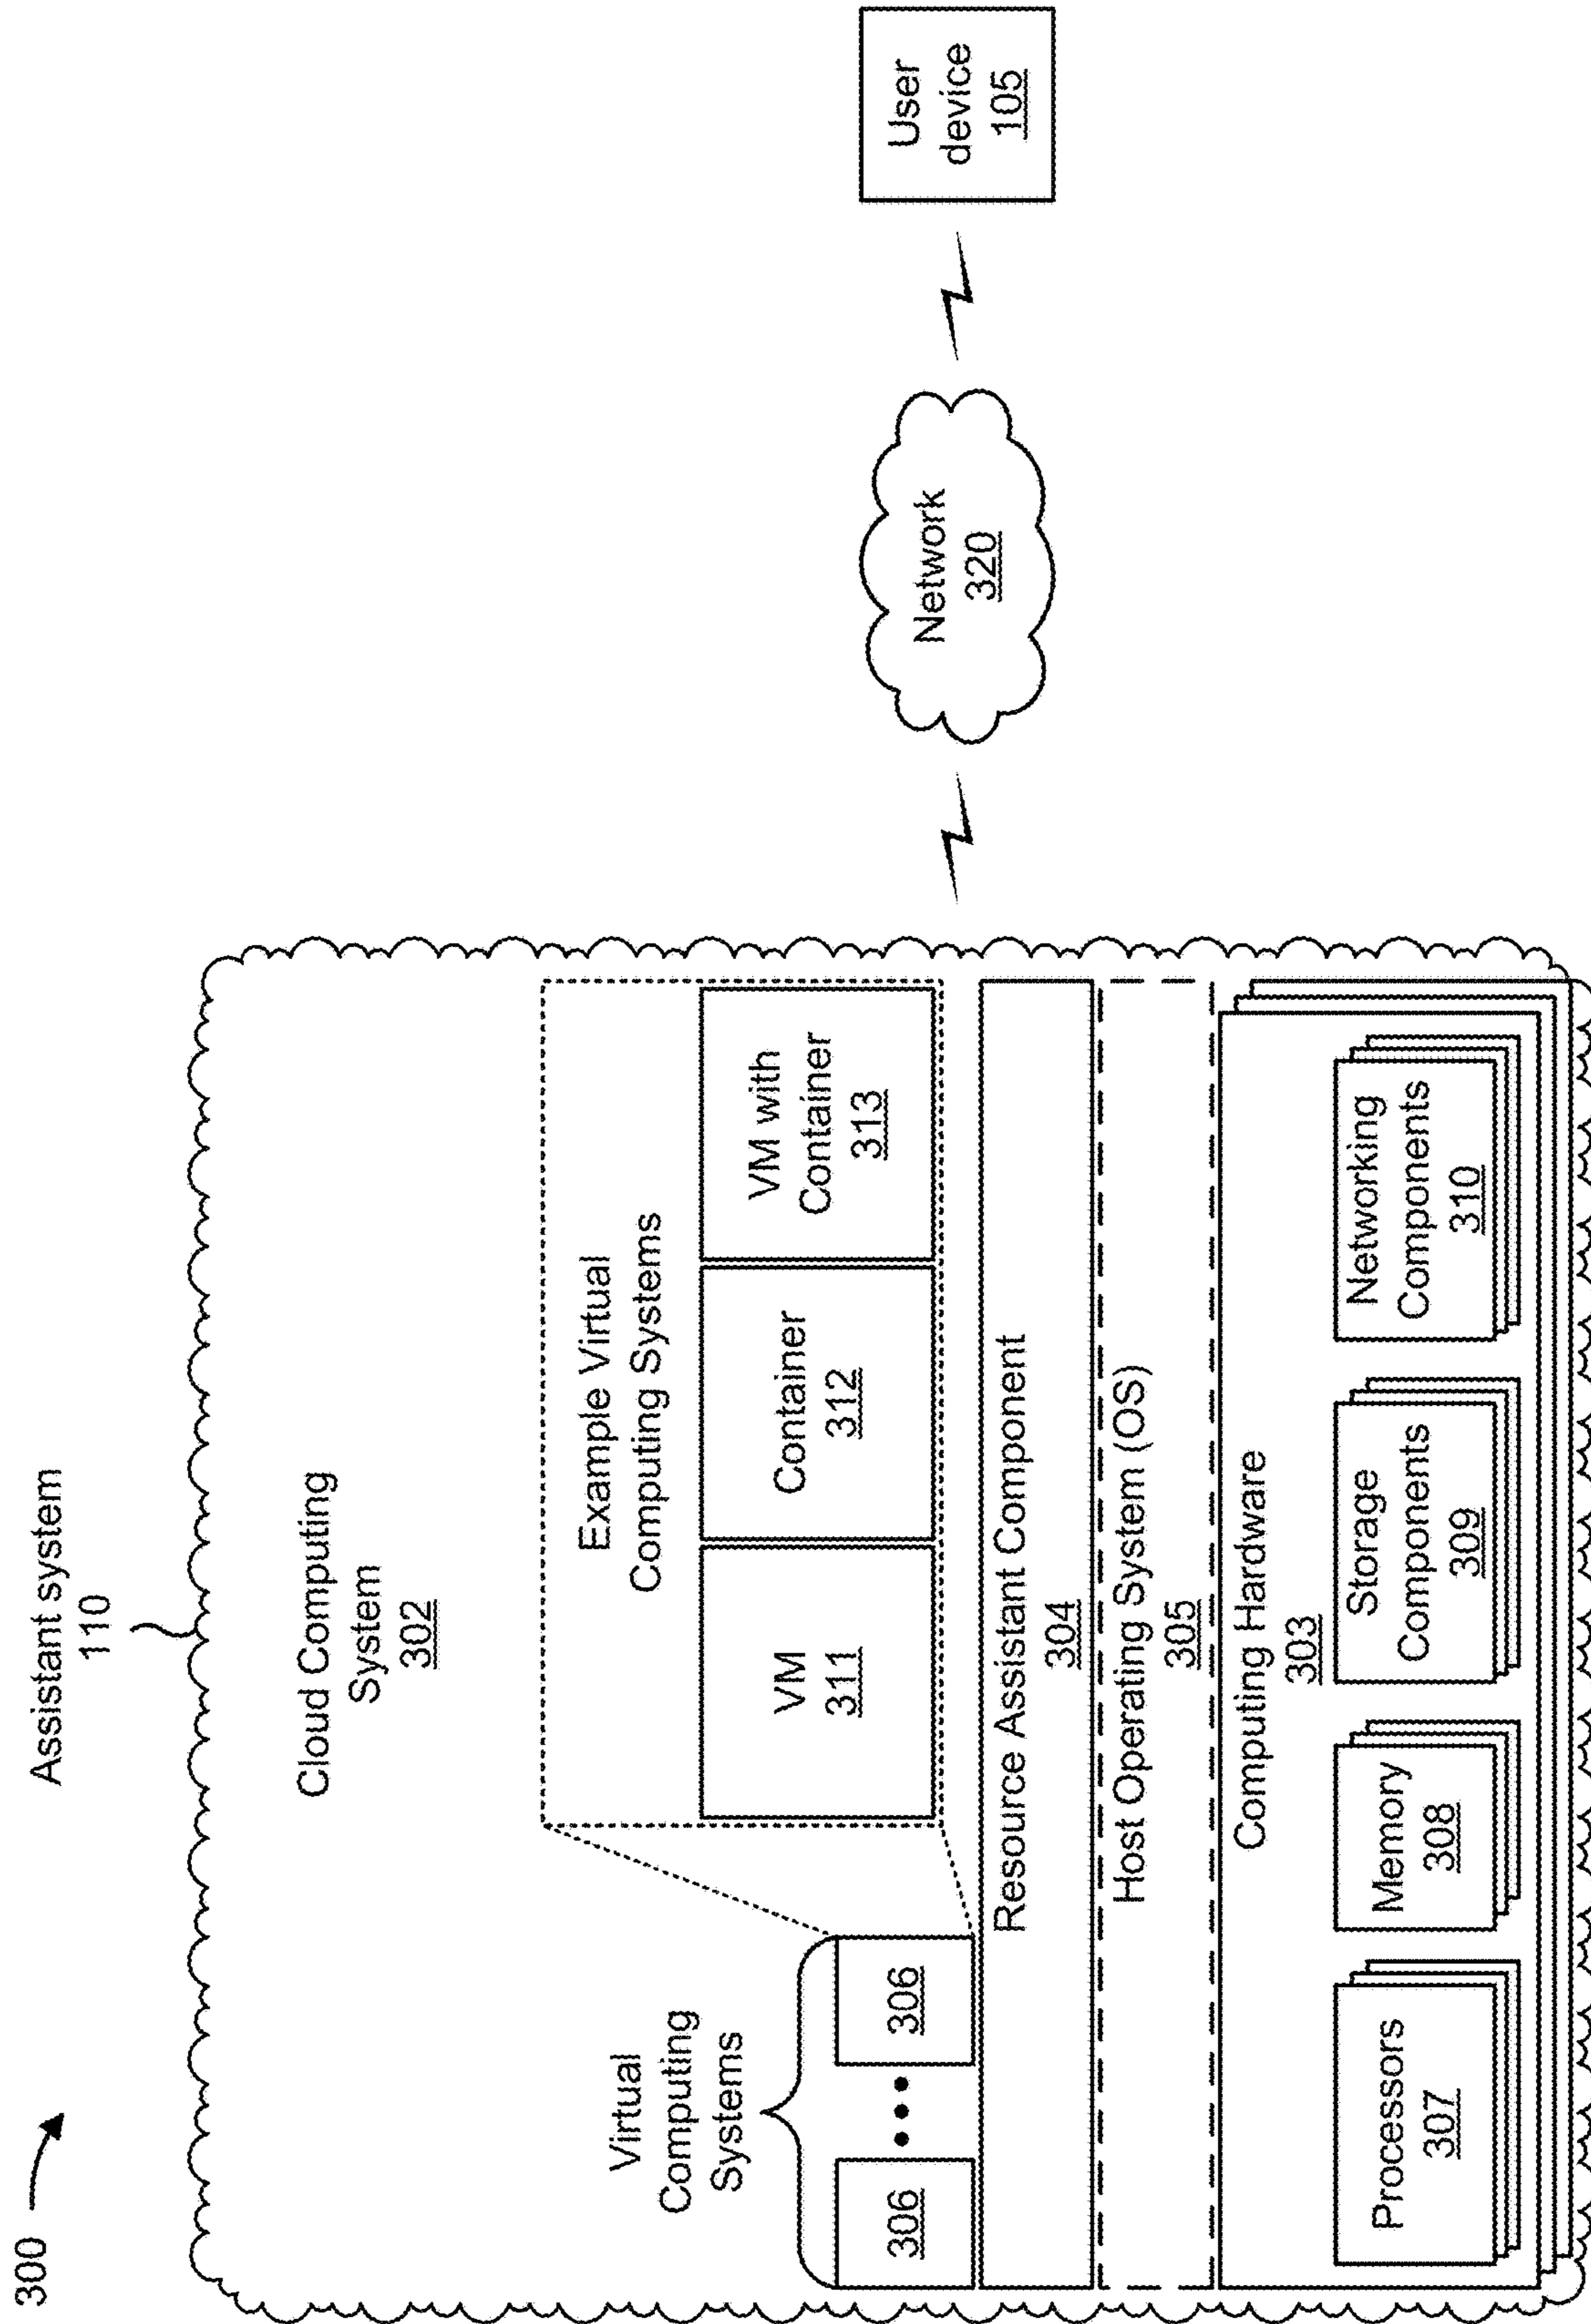 300
Assistant system
110
Cloud Computing
System
302
Virtual
Computing
Systems
306
306
Example Virtual
Computing Systems
VM
311
Container
312
VM with
Container
313
Resource Assistant Component
304
Host Operating System (OS)
305
Computing Hardware
303
Processors
307
Memory
308
Storage
Components
309
Networking
Components
310
Network
320
User
device
105